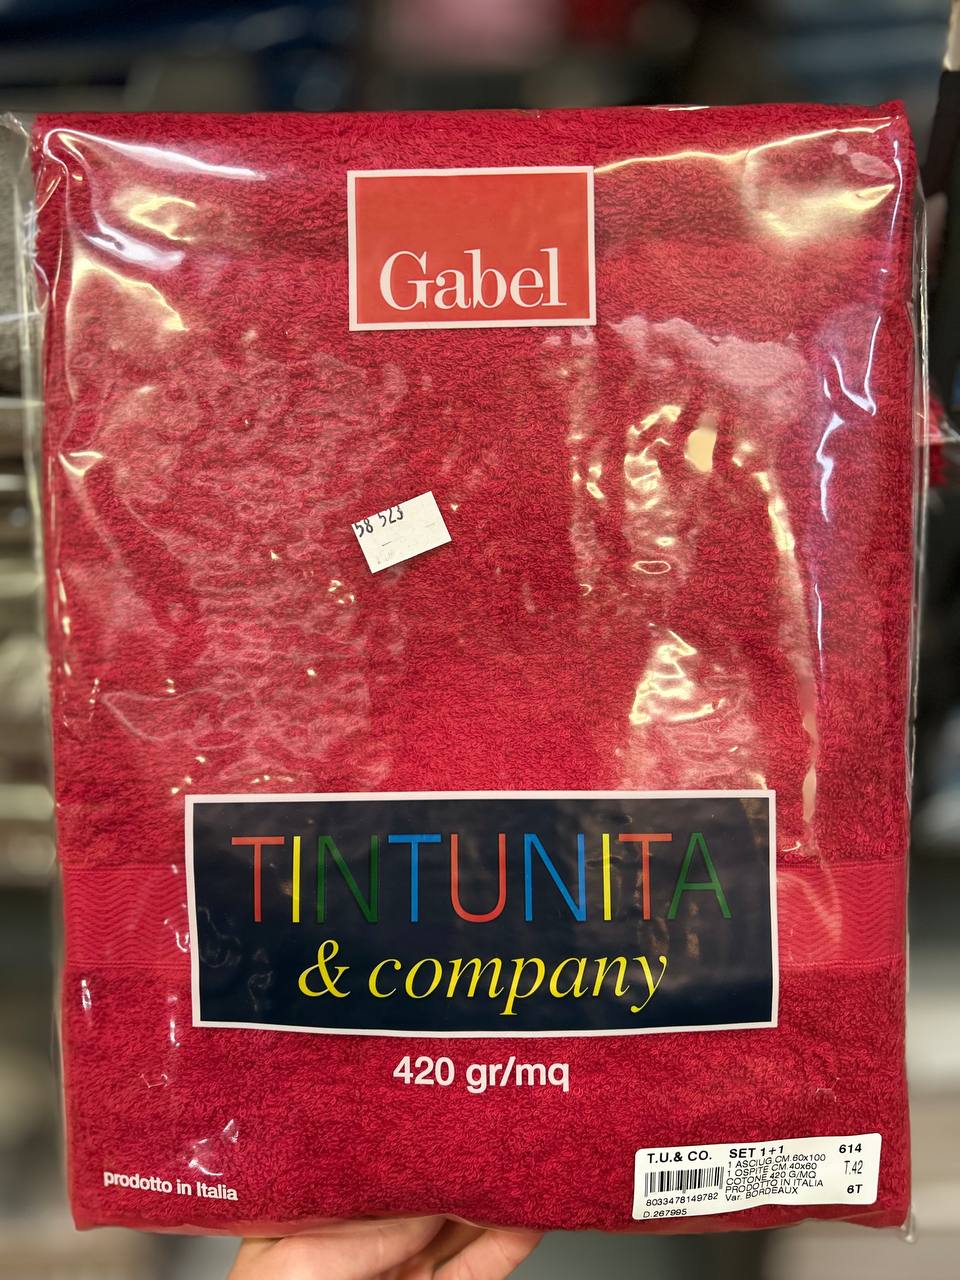 Gabel
58 523
TINTUNITA
& company
420 gr/mq
prodotto in Italia
T.U.& CO. SET 1+1 614
1 ASCIUG.CM.60x100
1 OSPITE CM.40x60 T.42
COTONE 420 G/MQ
PRODOTTO IN ITALIA
Var. BORDEAUX 6T
8033478149782
D.267995